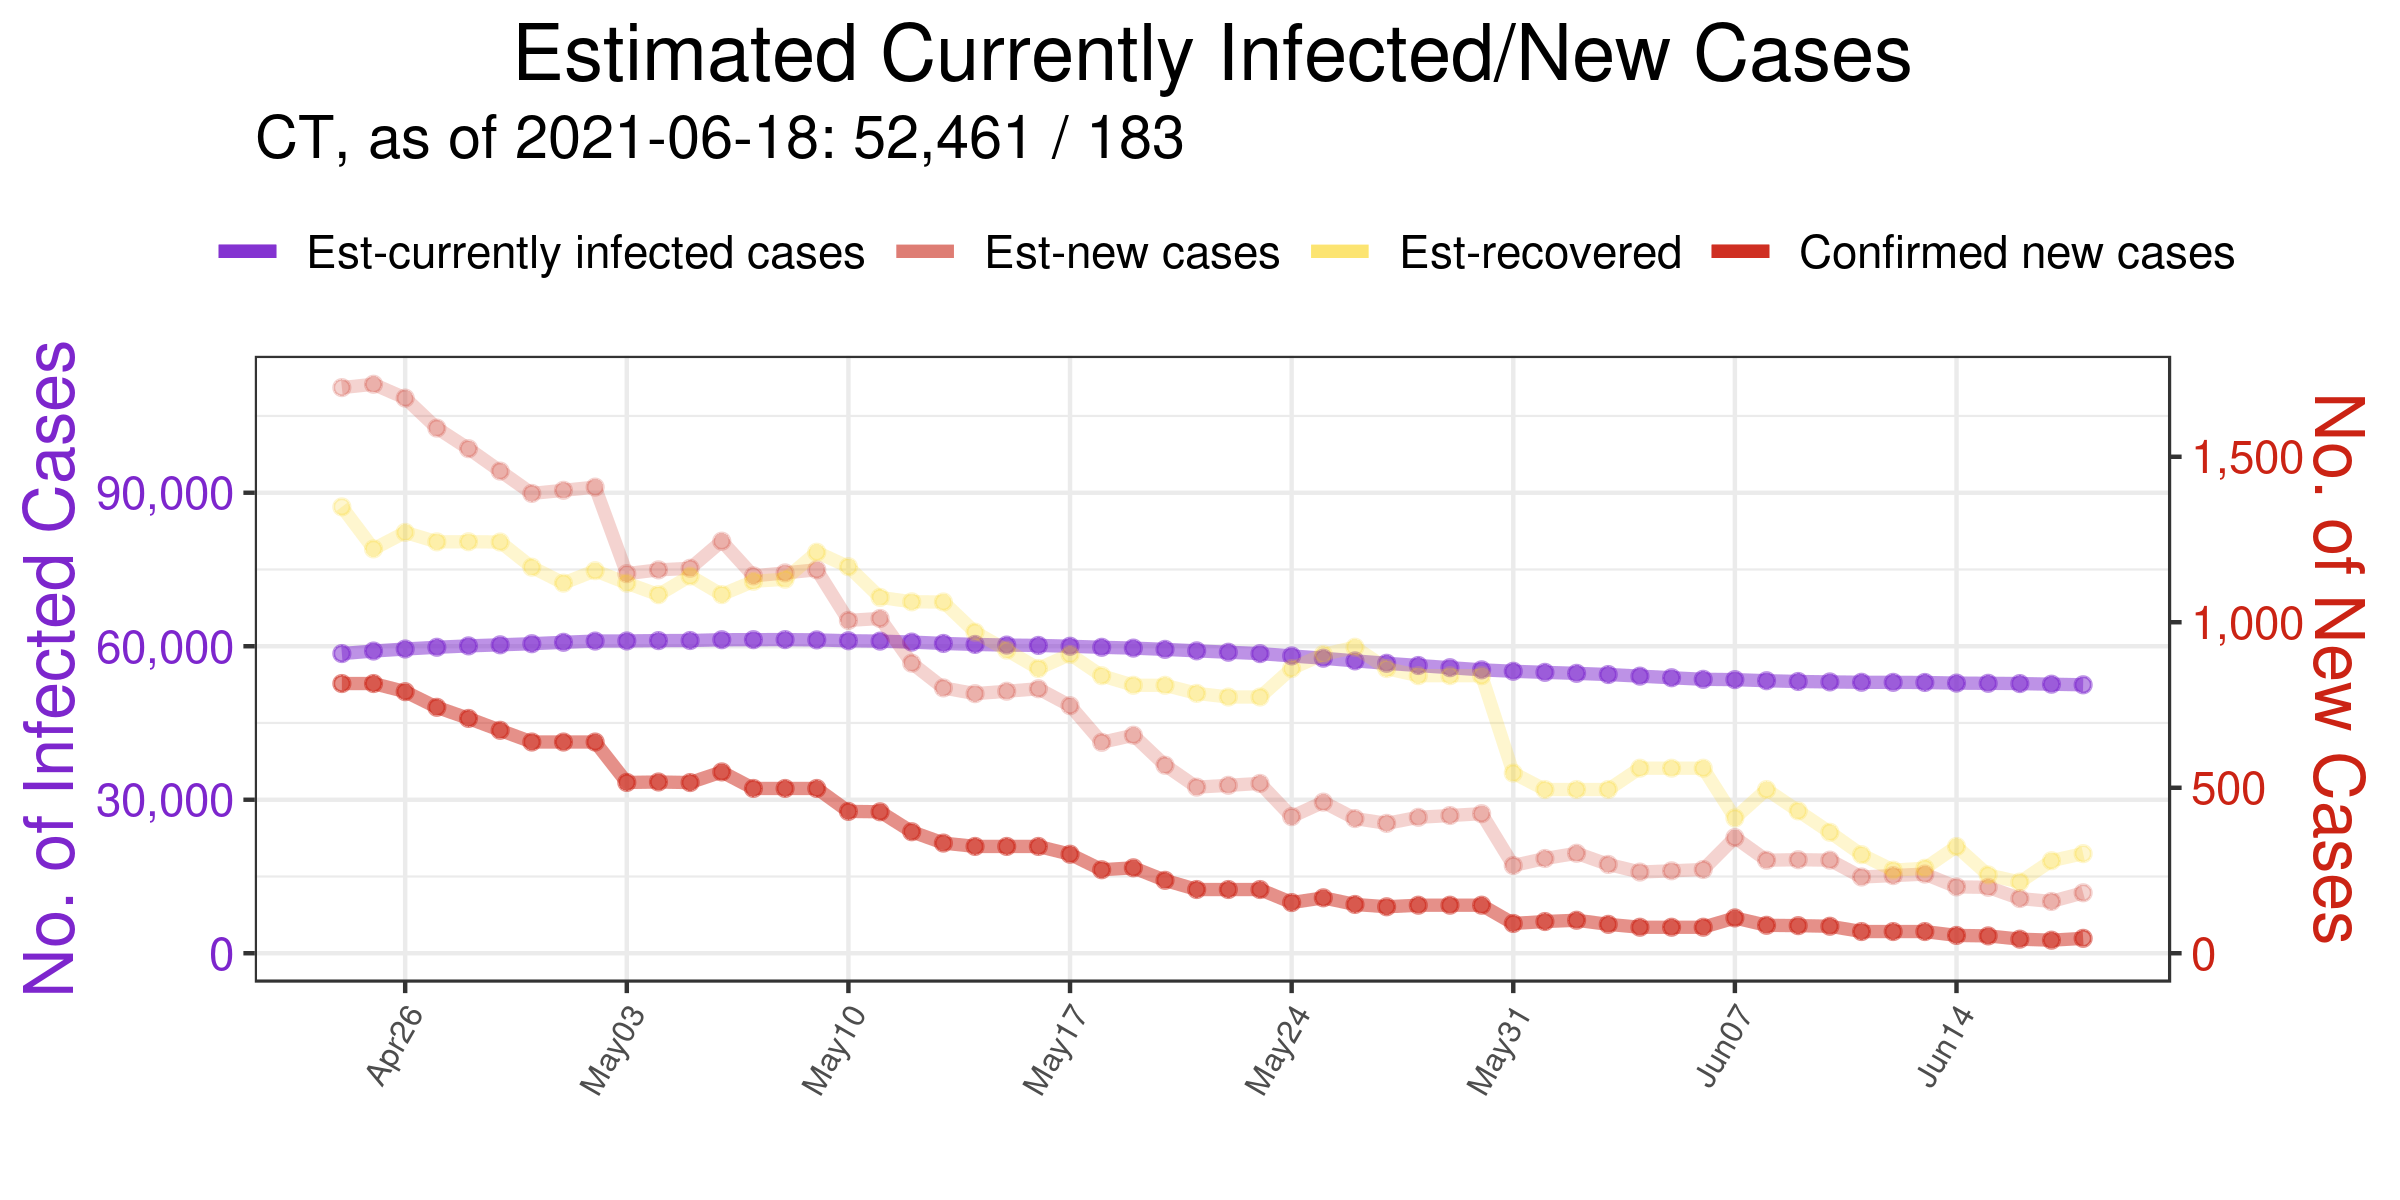 Estimated Currently Infected/New Cases
CT, as of 2021-06-18: 52,461 / 183
Est-currently infected cases
Est-new cases
Est-recovered
Confirmed new cases
No. of Infected Cases
90,000
60,000
30,000
0
1,500
1,000
500
0
No. of New Cases
Apr26
May03
May10
May17
May24
May31
Jun07
Jun14